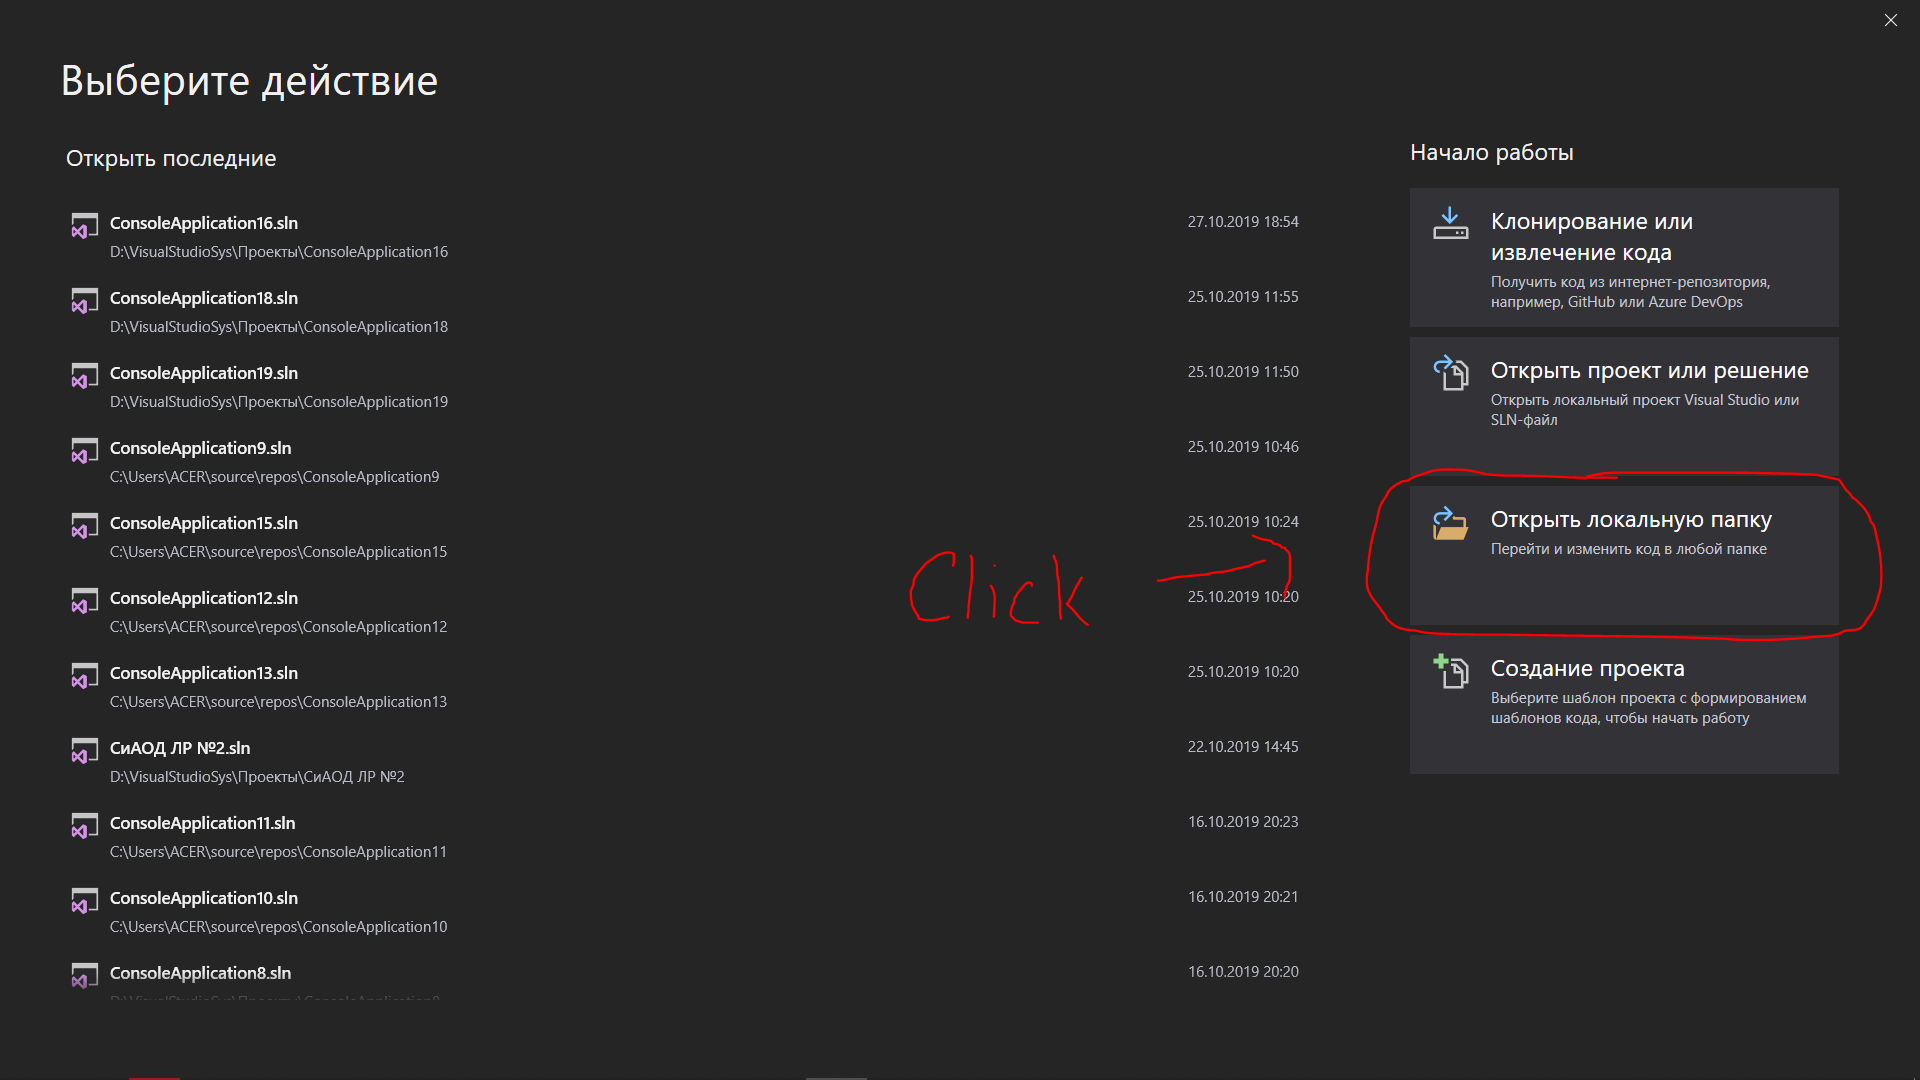 Выберите действие
Открыть последние
ConsoleApplication16.sln 27.10.2019 18:54
D:\VisualStudioSys\Проекты\ConsoleApplication16
ConsoleApplication18.sln 25.10.2019 11:55
D:\VisualStudioSys\Проекты\ConsoleApplication18
ConsoleApplication19.sln 25.10.2019 11:50
D:\VisualStudioSys\Проекты\ConsoleApplication19
ConsoleApplication9.sln 25.10.2019 10:46
C:\Users\ACER\source\repos\ConsoleApplication9
ConsoleApplication15.sln 25.10.2019 10:24
C:\Users\ACER\source\repos\ConsoleApplication15
ConsoleApplication12.sln 25.10.2019 10:20
C:\Users\ACER\source\repos\ConsoleApplication12
ConsoleApplication13.sln 25.10.2019 10:20
C:\Users\ACER\source\repos\ConsoleApplication13
СиАОД ЛР №2.sln 22.10.2019 14:45
D:\VisualStudioSys\Проекты\СиАОД ЛР №2
ConsoleApplication11.sln 16.10.2019 20:23
C:\Users\ACER\source\repos\ConsoleApplication11
ConsoleApplication10.sln 16.10.2019 20:21
C:\Users\ACER\source\repos\ConsoleApplication10
ConsoleApplication8.sln 16.10.2019 20:20
D:\VisualStudioSys\Проекты\ConsoleApplication8
Click
Начало работы
Клонирование или
извлечение кода
Получить код из интернет-репозитория,
например, GitHub или Azure DevOps
Открыть проект или решение
Открыть локальный проект Visual Studio или
SLN-файл
Открыть локальную папку
Перейти и изменить код в любой папке
Создание проекта
Выберите шаблон проекта с формированием
шаблонов кода, чтобы начать работу